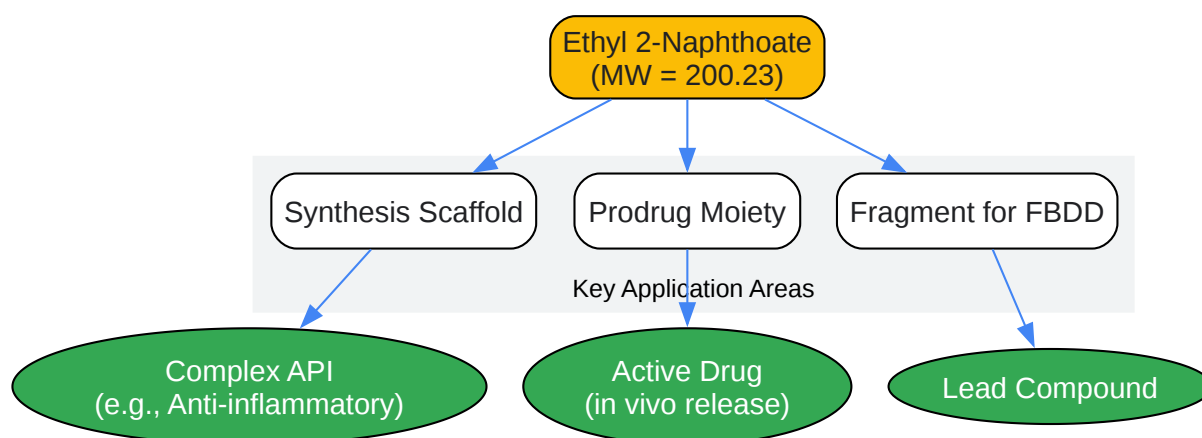 Ethyl 2-Naphthoate
(MW = 200.23)
Synthesis Scaffold
Prodrug Moiety
Fragment for FBDD
Key Application Areas
Complex API
(e.g., Anti-inflammatory)
Active Drug
(in vivo release)
Lead Compound